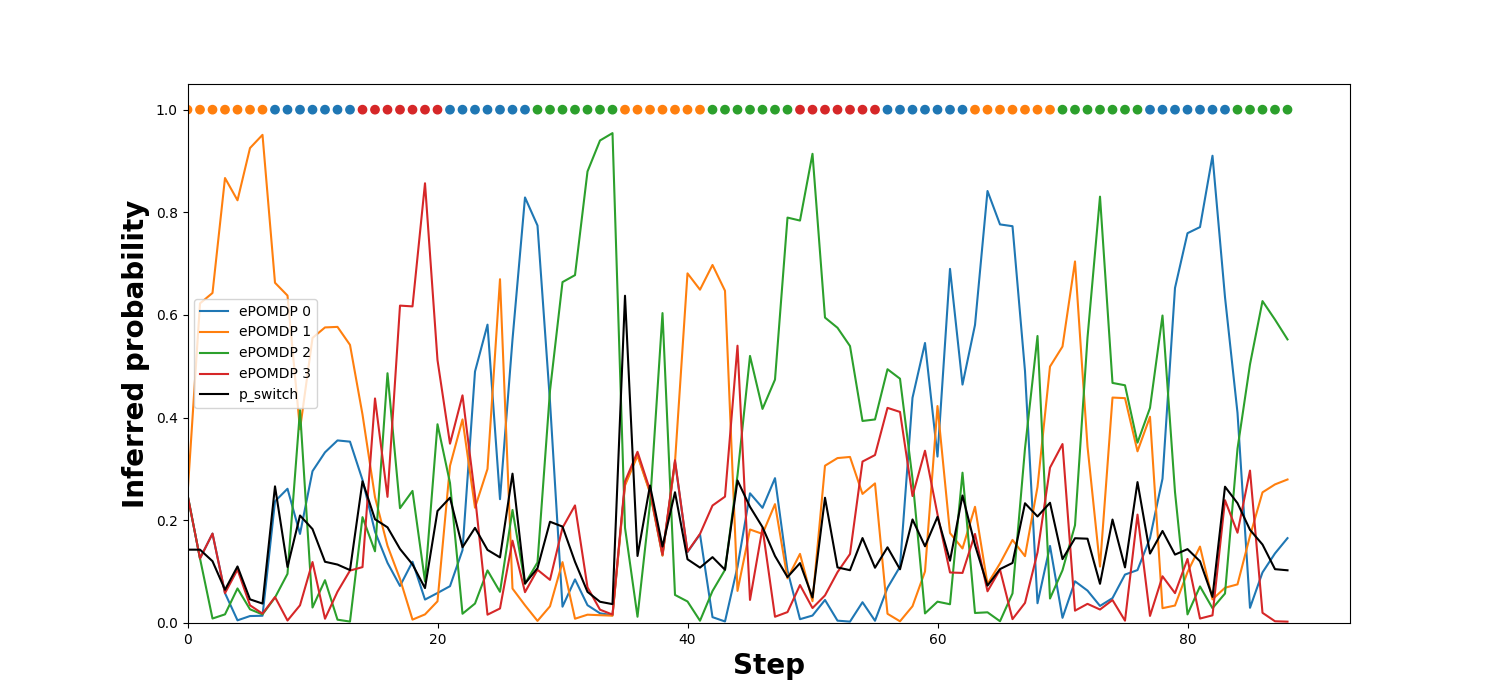 1.0
0.8
0.6
0.4
0.2
0.0
Inferred probability
ePOMDP 0
ePOMDP 1
ePOMDP 2
ePOMDP 3
p_switch
0 20 40 60 80
Step